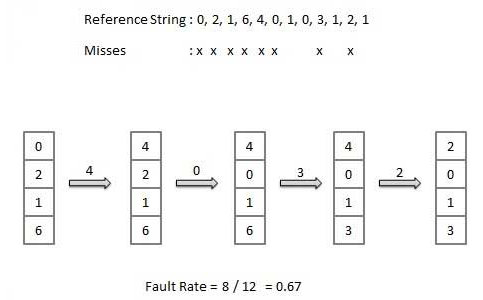 Reference String : 0, 2, 1, 6, 4, 0, 1, 0, 3, 1, 2, 1
Misses : x x x x x x x x
0 4 4 4 2
4 0 3 2
2 2 0 0 0
1 1 1 1 1
6 6 6 3 3
Fault Rate = 8 / 12 = 0.67